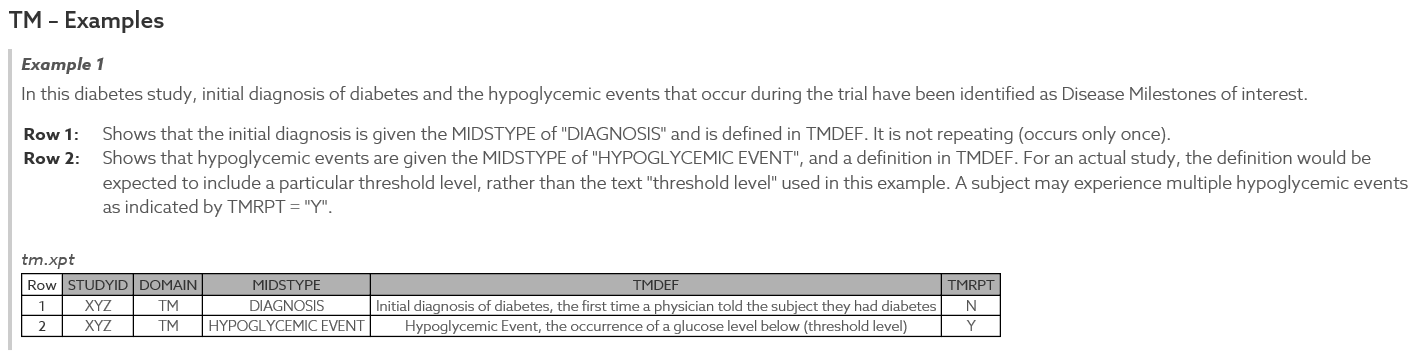 TM – Examples
Example 1
In this diabetes study, initial diagnosis of diabetes and the hypoglycemic events that occur during the trial have been identified as Disease Milestones of interest.
Row 1: Shows that the initial diagnosis is given the MIDSTYPE of "DIAGNOSIS" and is defined in TMDEF. It is not repeating (occurs only once).
Row 2: Shows that hypoglycemic events are given the MIDSTYPE of "HYPOGLYCEMIC EVENT", and a definition in TMDEF. For an actual study, the definition would be
expected to include a particular threshold level, rather than the text "threshold level" used in this example. A subject may experience multiple hypoglycemic events
as indicated by TMRPT = "Y".
tm.xpt
Row STUDYID DOMAIN MIDSTYPE TMDEF TMRPT
1 XYZ TM DIAGNOSIS Initial diagnosis of diabetes, the first time a physician told the subject they had diabetes N
2 XYZ TM HYPOGLYCEMIC EVENT Hypoglycemic Event, the occurrence of a glucose level below (threshold level) Y